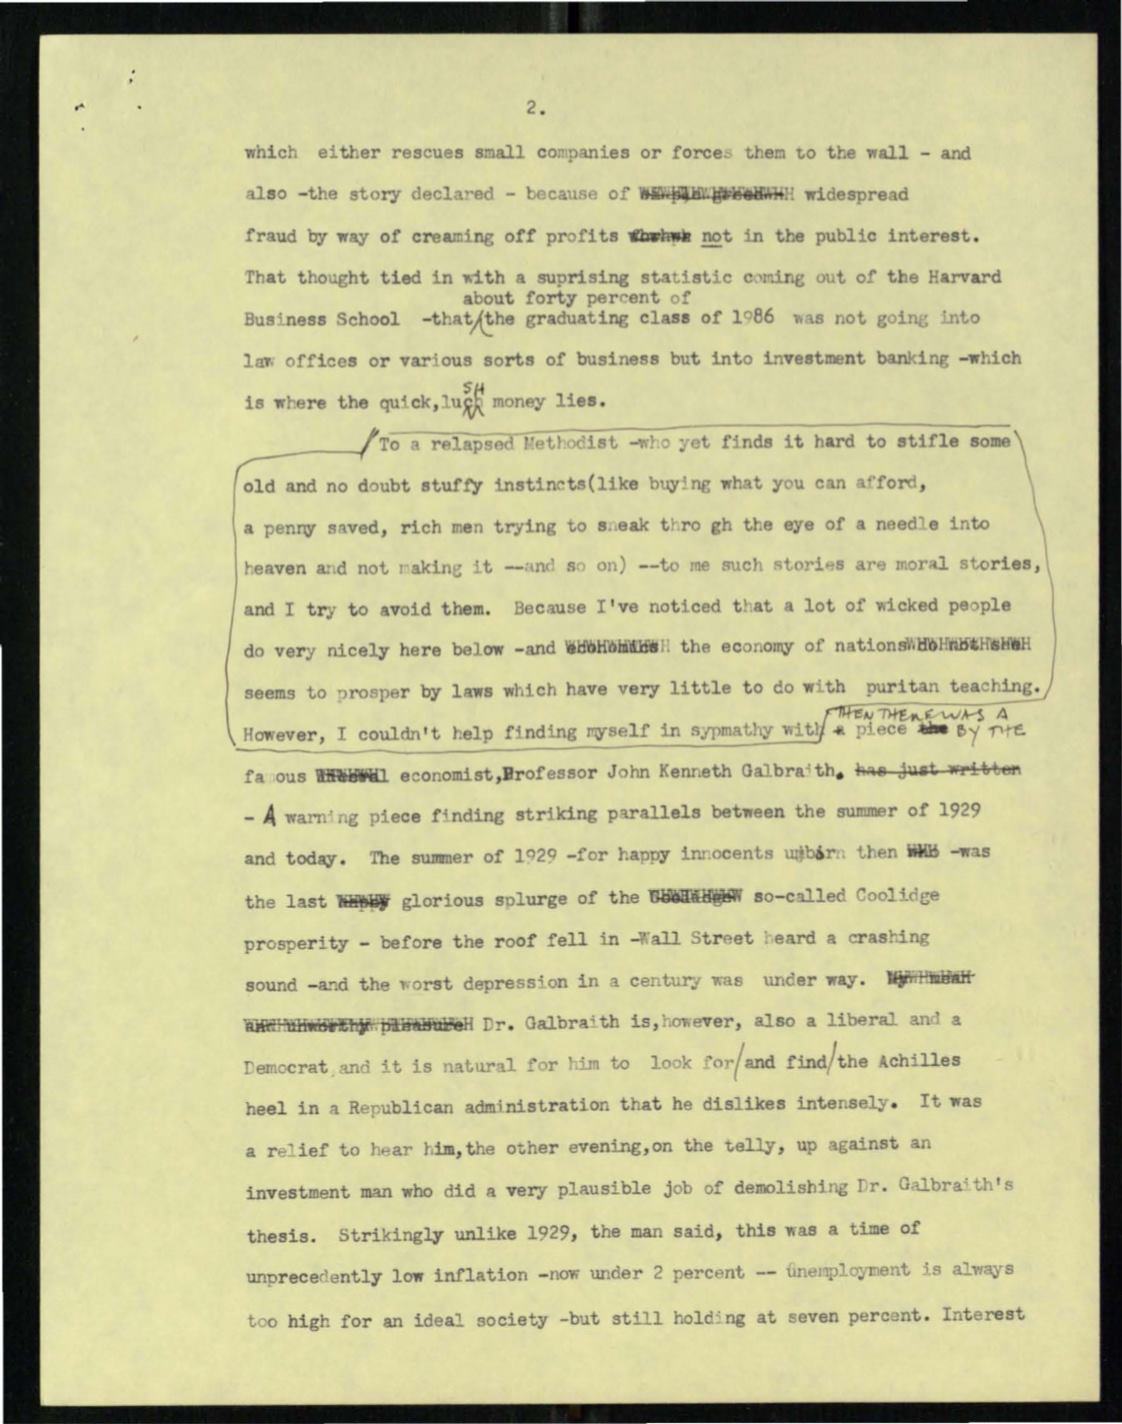 2.
which either rescues small companies or forces them to the wall - and
also -the story declared - because of widespread
fraud by way of creaming off profits not in the public interest.
That thought tied in with a suprising statistic coming out of the Harvard
about forty percent of
Business School -that/the graduating class of 1986 was not going into
law offices or various sorts of business but into investment banking -which
SH
is where the quick,lu money lies.
To a relapsed Methodist -who yet finds it hard to stifle some
old and no doubt stuffy instincts(like buying what you can afford,
a penny saved, rich men trying to sneak thro gh the eye of a needle into
heaven and not making it --and so on) --to me such stories are moral stories,
and I try to avoid them. Because I've noticed that a lot of wicked people
do very nicely here below -and the economy of nations
seems to prosper by laws which have very little to do with puritan teaching.
THEN THERE WAS A
However, I couldn't help finding myself in sypmathy with a piece the BY THE
famous economist,Professor John Kenneth Galbraith. has just written
- A warning piece finding striking parallels between the summer of 1929
and today. The summer of 1929 -for happy innocents unborn then -was
the last happy glorious splurge of the so-called Coolidge
prosperity - before the roof fell in -Wall Street heard a crashing
sound -and the worst depression in a century was under way. My mean
and unworthy pleasure Dr. Galbraith is,however, also a liberal and a
Democrat,and it is natural for him to look for/and find/the Achilles
heel in a Republican administration that he dislikes intensely. It was
a relief to hear him,the other evening,on the telly, up against an
investment man who did a very plausible job of demolishing Dr. Galbraith's
thesis. Strikingly unlike 1929, the man said, this was a time of
unprecedently low inflation -now under 2 percent -- unemployment is always
too high for an ideal society -but still holding at seven percent. Interest